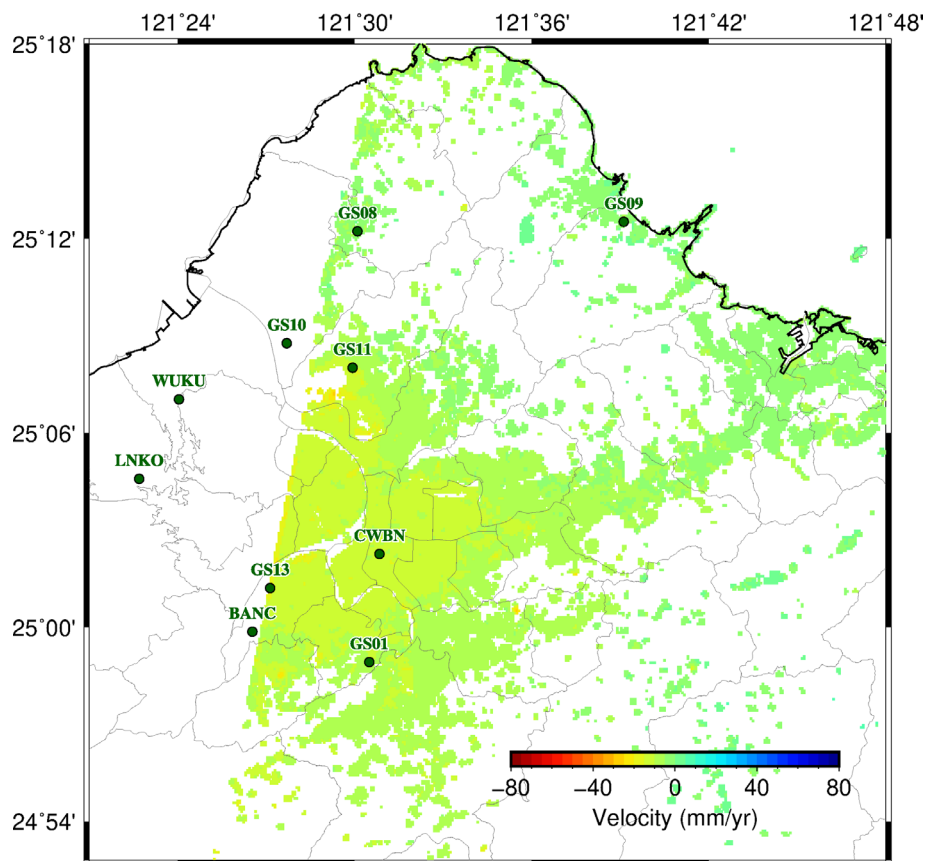 121°24' 121°30' 121°36' 121°42' 121°48'
25°18'
GS09
GS08
25°12'
GS10
GS11
WUKU
25°06'
LNKO
CWBN
GS13
BANC
25°00'
GS01
−80 −40 0 40 80
Velocity (mm/yr)
24°54'